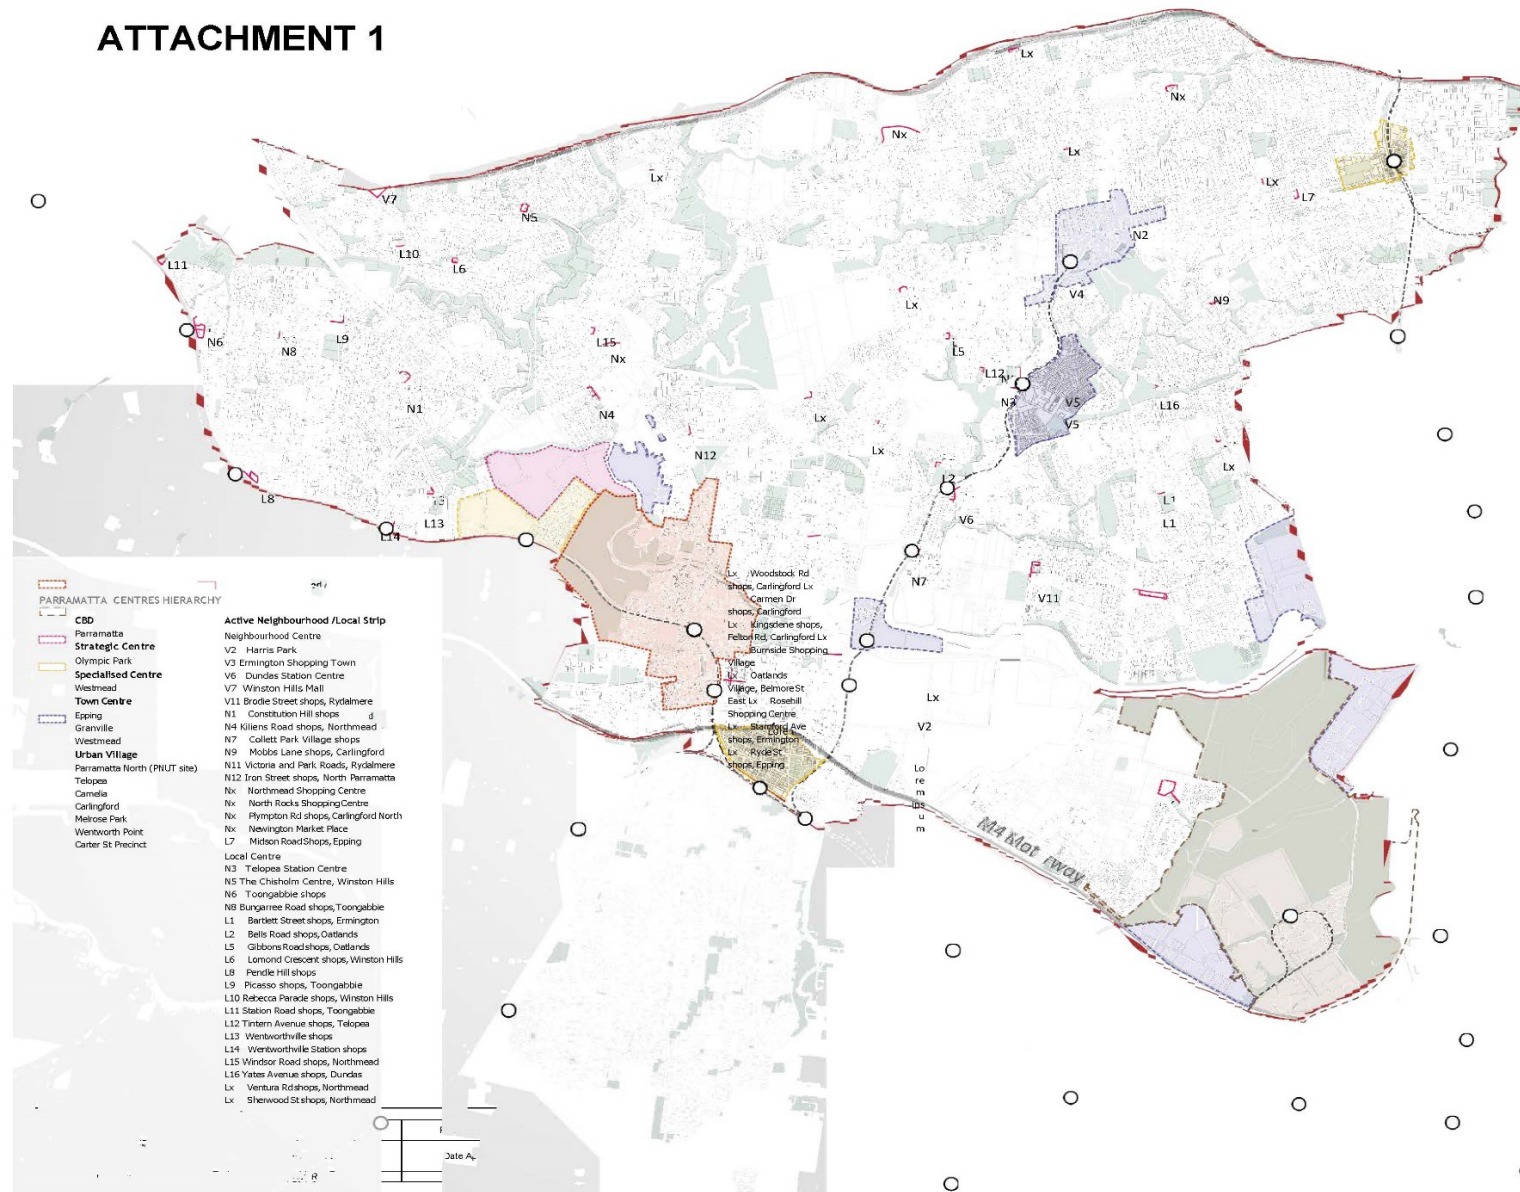 ATTACHMENT 1
Lx
Nx
Nx
Lx
Lx
Lx
L7
V7
N5
N2
L10
L11
L6
V4
Lx
N9
N6
N8
L9
L15
Nx
L5
L12
N3
V5
L16
V5
N1
N4
Lx
Lx
N12
Lx
L2
L8
L13
L1
V6
L1
L14
N7
V11
Lx
V2
Lo
rem
ips
um
M4 Mot rway
Lx Woodstock Rd
shops, Carlingford Lx
Carmen Dr
shops, Carlingford
Lx Kingsdene shops,
Felton Rd, Carlingford Lx
Burnside Shopping
Village
Lx Oatlands
Village, Belmore St
East Lx Rosehill
Shopping Centre
Lx Stamford Ave
shops, Ermington
Lx Ryde St
shops, Epping
PARRAMATTA CENTRES HIERARCHY
CBD
Parramatta
Strategic Centre
Olympic Park
Specialised Centre
Westmead
Town Centre
Epping
Granville
Westmead
Urban Village
Parramatta North (PNUT site)
Telopea
Camelia
Carlingford
Melrose Park
Wentworth Point
Carter St Precinct
Active Neighbourhood /Local Strip
Neighbourhood Centre
V2 Harris Park
V3 Ermington Shopping Town
V6 Dundas Station Centre
V7 Winston Hills Mall
V11 Brodie Street shops, Rydalmere
N1 Constitution Hill shops
d
N4 Kiliens Road shops, Northmead
N7 Collett Park Village shops
N9 Mobbs Lane shops, Carlingford
N11 Victoria and Park Roads, Rydalmere
N12 Iron Street shops, North Parramatta
Nx Northmead Shopping Centre
Nx North Rocks ShoppingCentre
Nx Plympton Rd shops, Carlingford North
Nx Newington Market Place
L7 Midson RoadShops, Epping
Local Centre
N3 Telopea Station Centre
N5 The Chisholm Centre, Winston Hills
N6 Toongabbie shops
N8 Bungarree Road shops, Toongabbie
L1 Bartlett Street shops, Ermington
L2 Bells Road shops, Oatlands
L5 Gibbons Road shops, Oatlands
L6 Lomond Crescent shops, Winston Hills
L8 Pendle Hill shops
L9 Picasso shops, Toongabbie
L10 Rebecca Parade shops, Winston Hills
L11 Station Road shops, Toongabbie
L12 Tintern Avenue shops, Telopea
L13 Wentworthville shops
L14 Wentworthville Station shops
L15 Windsor Road shops, Northmead
L16 Yates Avenue shops, Dundas
Lx Ventura Rd shops, Northmead
Lx Sherwood St shops, Northmead
Date A